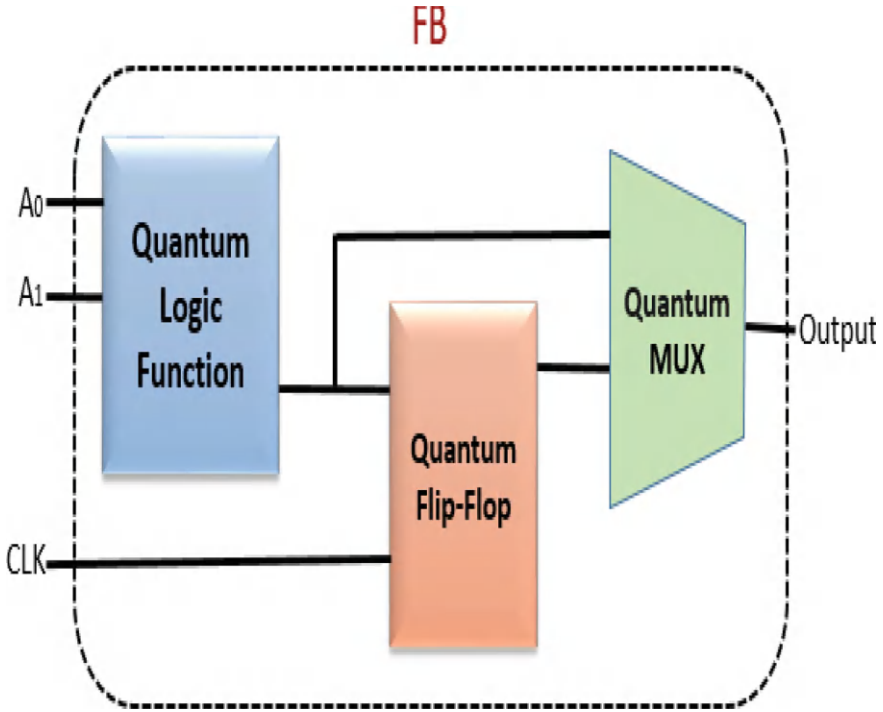 FB
A0
A1
Quantum
Logic
Function
Quantum
Flip-Flop
Quantum
MUX
Output
CLK